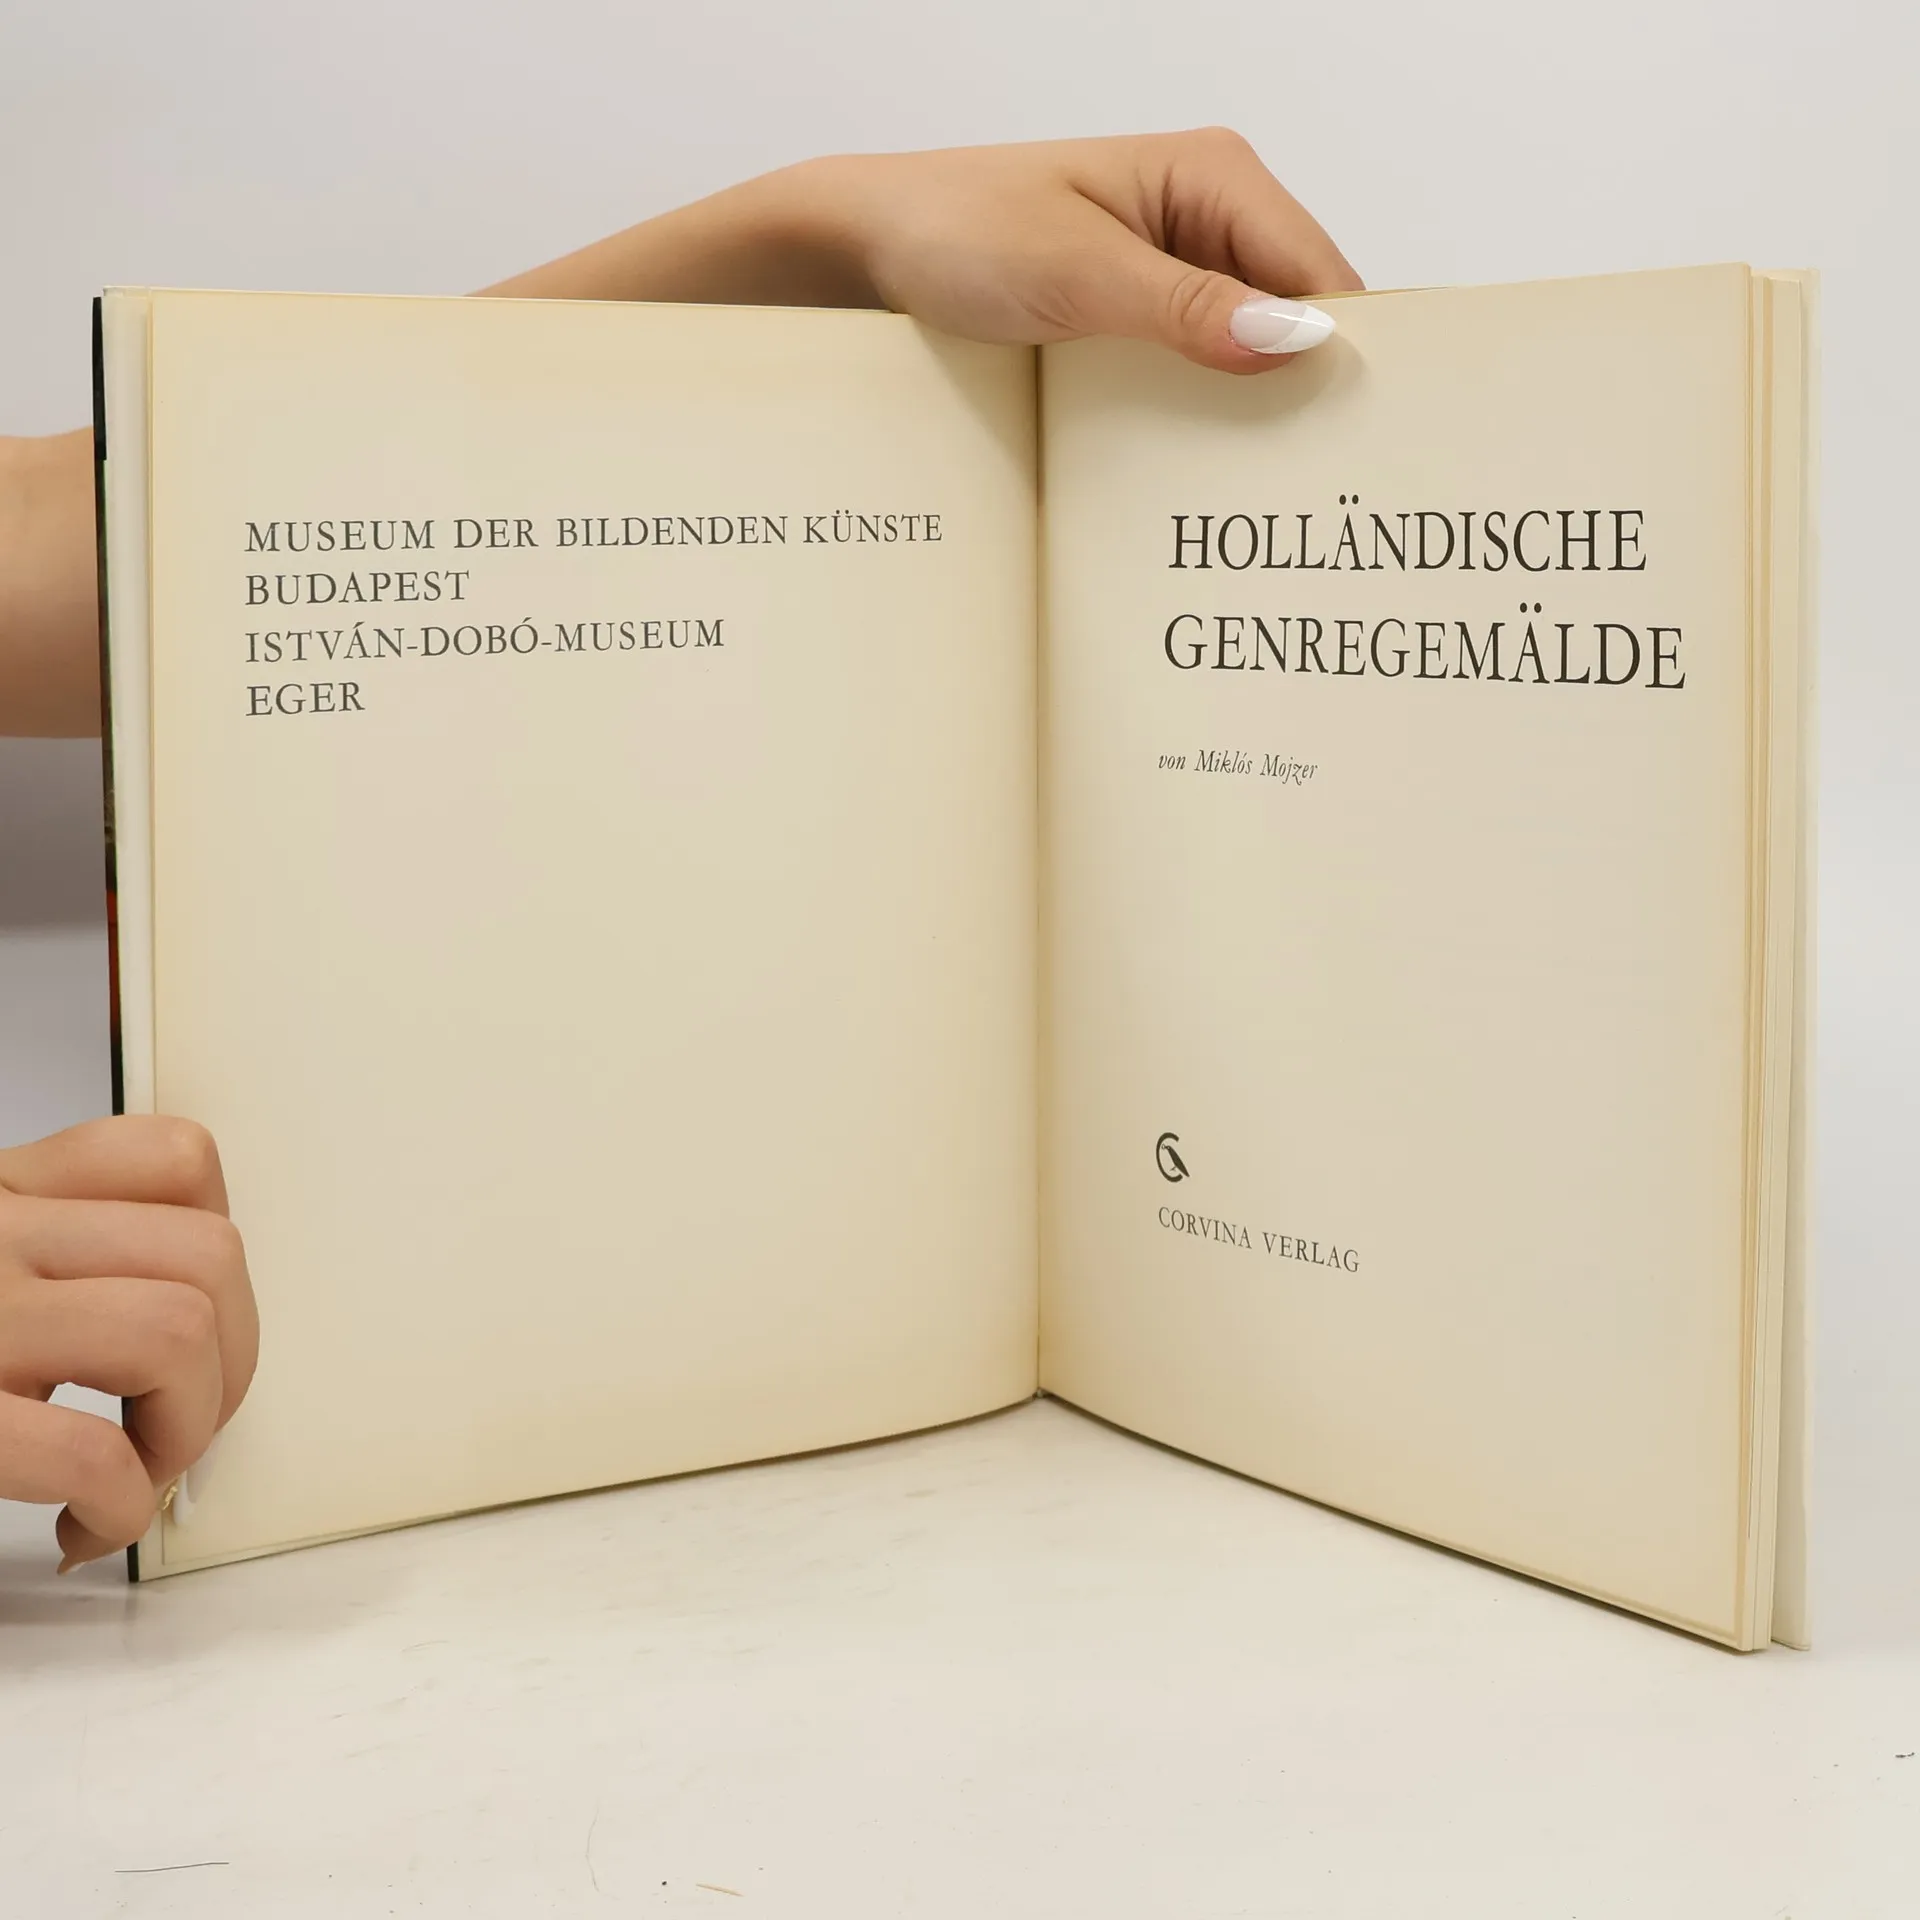 MUSEUM DER BILDENDEN KÜNSTE
BUDAPEST
ISTVÁN-DOBÓ-MUSEUM
EGER
HOLLÄNDISCHE
GENREGEMÄLDE
von Miklós Mojzer
CORVINA VERLAG